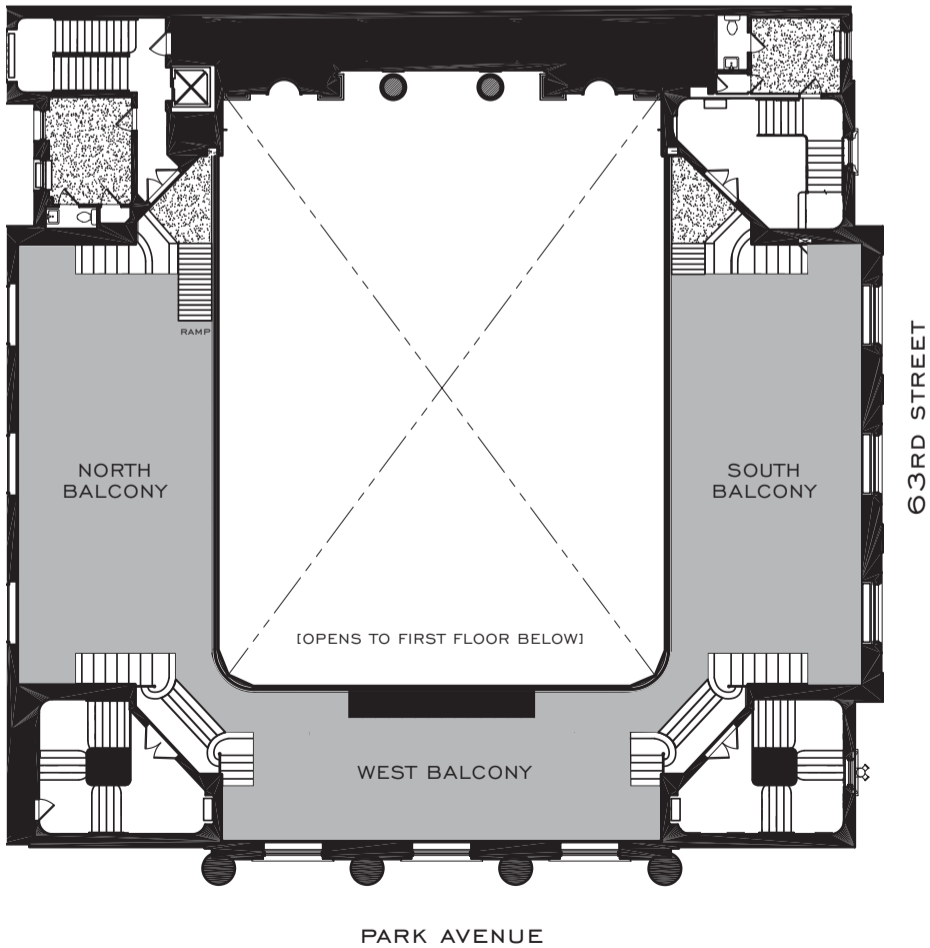 RAMP
NORTH
BALCONY
SOUTH
BALCONY
63RD STREET
[OPENS TO FIRST FLOOR BELOW]
WEST BALCONY
PARK AVENUE